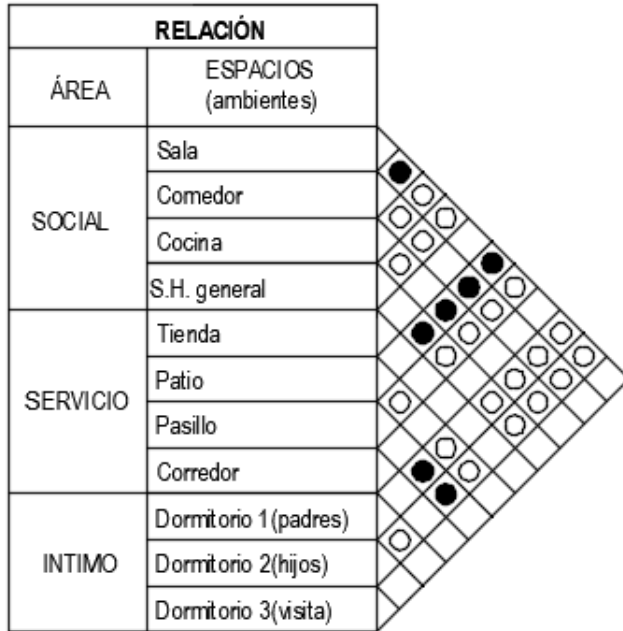 RELACIÓN
ÁREA
ESPACIOS
(ambientes)
SOCIAL
Sala
Comedor
Cocina
S.H. general
SERVICIO
Tienda
Patio
Pasillo
Corredor
INTIMO
Dormitorio 1(padres)
Dormitorio 2(hijos)
Dormitorio 3(visita)